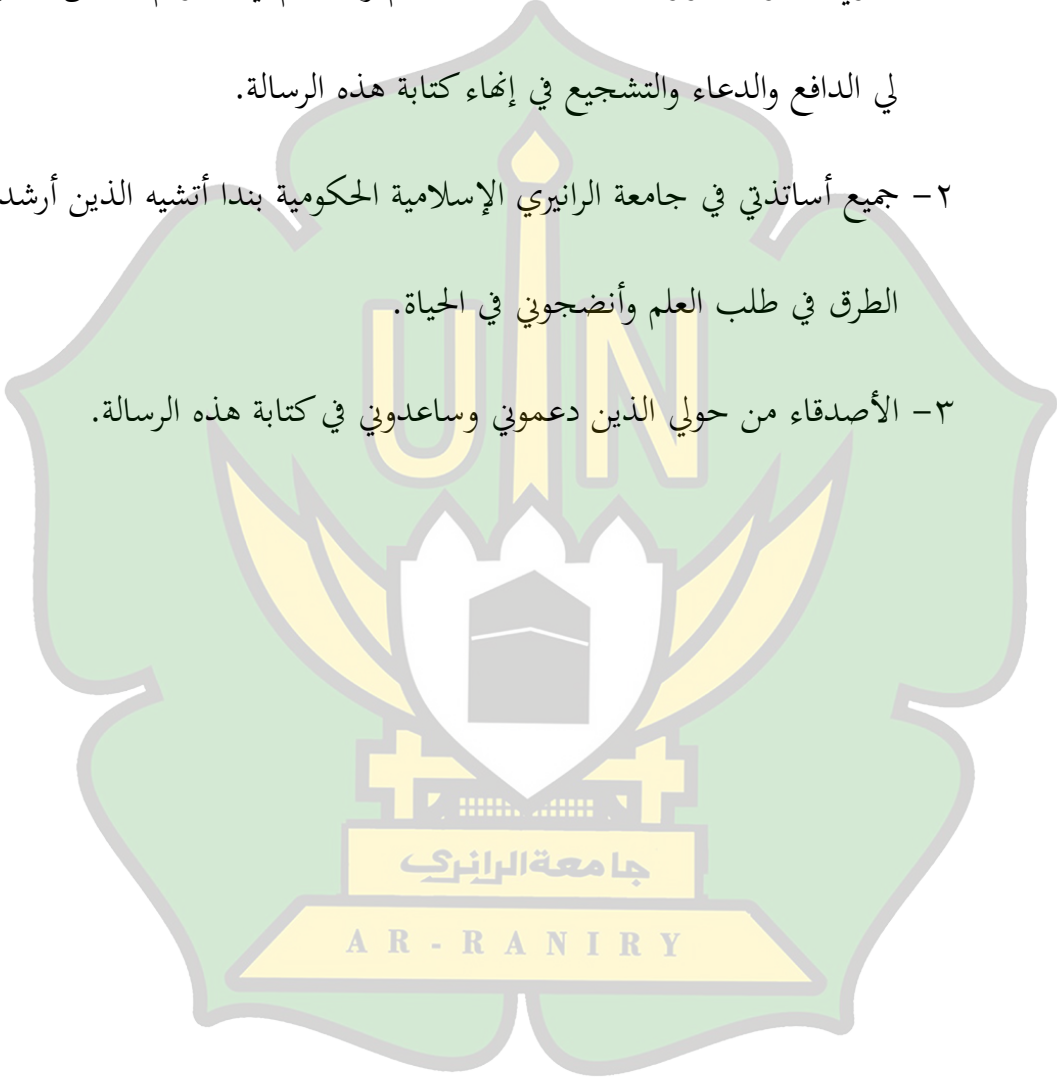 لي الدافع والدعاء والتشجيع في إنهاء كتابة هذه الرسالة.
٢- جميع أساتذتي في جامعة الرانيري الإسلامية الحكومية بندا أتشيه الذين أرشد
الطرق في طلب العلم وأنضجوني في الحياة.
٣- الأصدقاء من حولي الذين دعموني وساعدوني في كتابة هذه الرسالة.
UIN
جامعة الرانري
AR-RANIRY